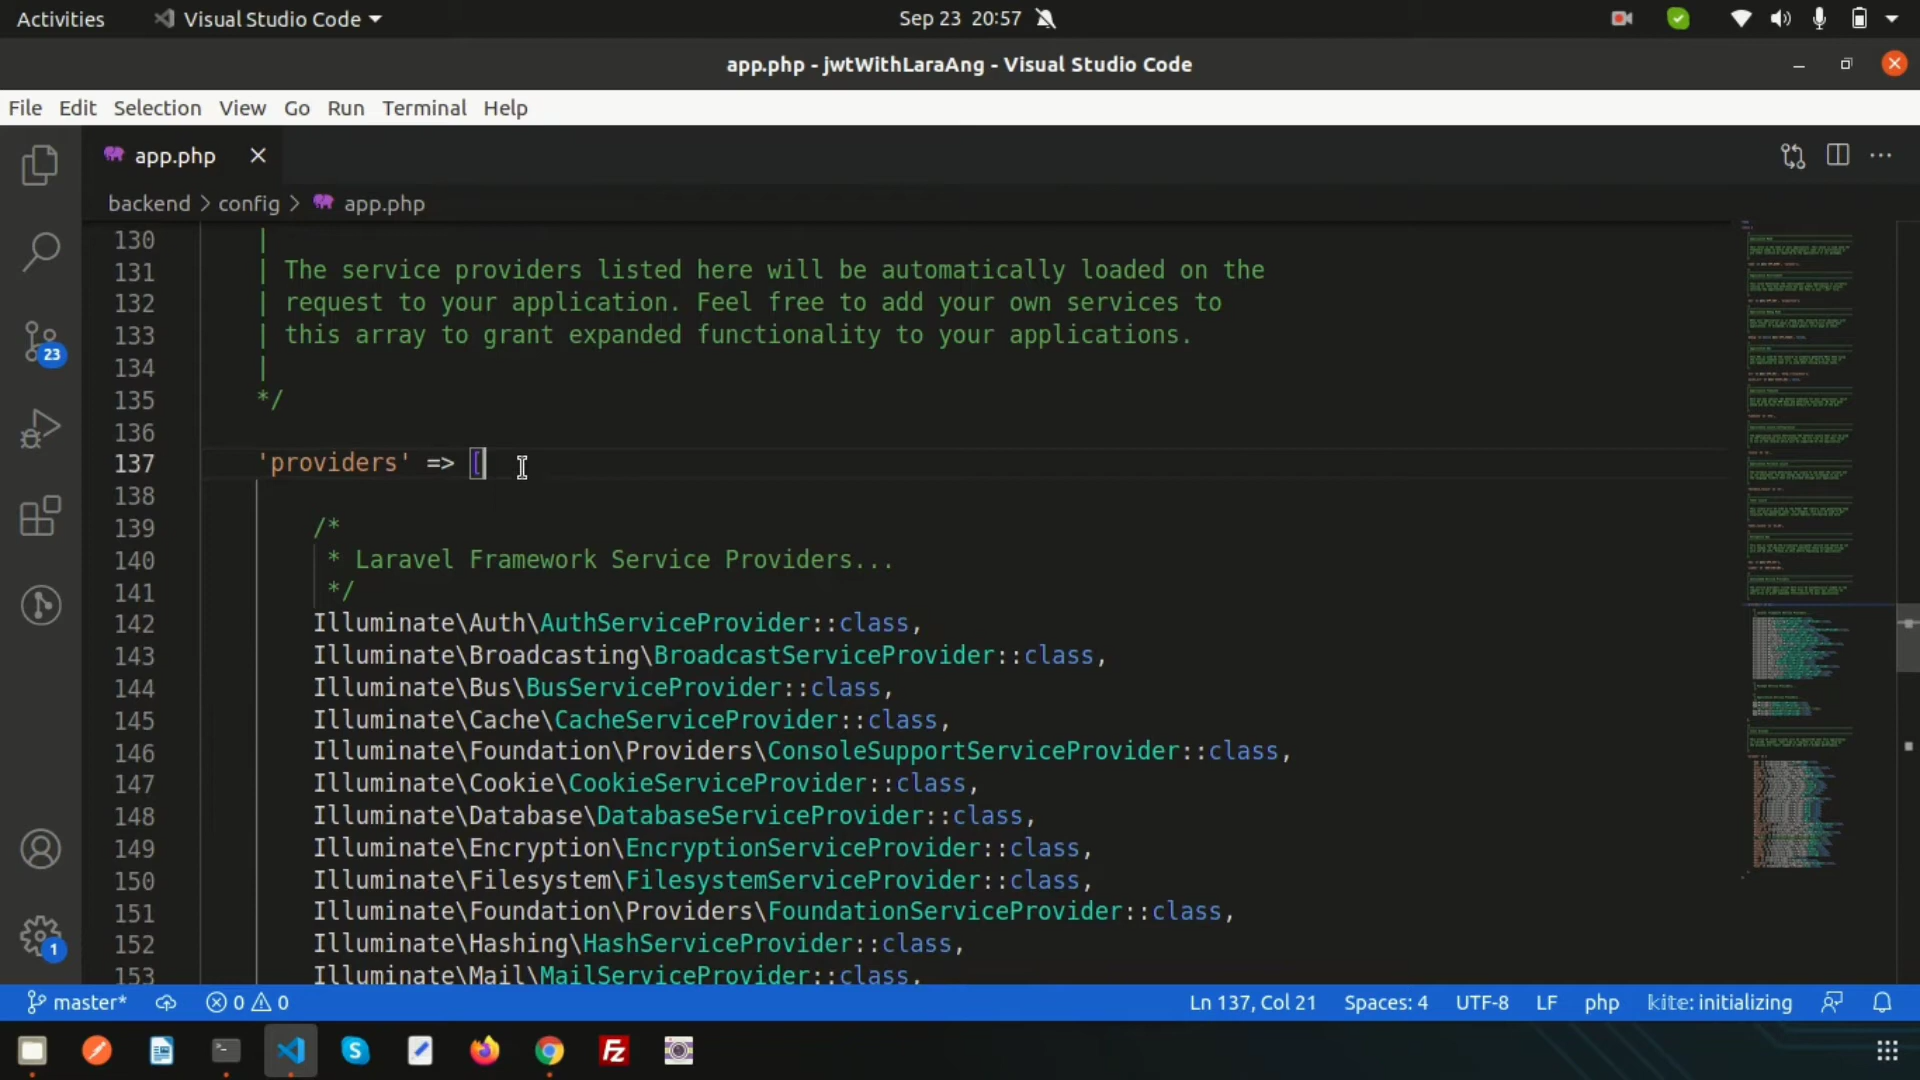 Activities
Visual Studio Code
Sep 23 20:57
app.php - jwtWithLaraAng - Visual Studio Code
File Edit Selection View Go Run Terminal Help
app.php
backend > config > app.php
130 |
131 | The service providers listed here will be automatically loaded on the
132 | request to your application. Feel free to add your own services to
133 | this array to grant expanded functionality to your applications.
134 |
135 */
136
137 'providers' => [
138
139 /*
140 * Laravel Framework Service Providers...
141 */
142 Illuminate\Auth\AuthServiceProvider::class,
143 Illuminate\Broadcasting\BroadcastServiceProvider::class,
144 Illuminate\Bus\BusServiceProvider::class,
145 Illuminate\Cache\CacheServiceProvider::class,
146 Illuminate\Foundation\Providers\ConsoleSupportServiceProvider::class,
147 Illuminate\Cookie\CookieServiceProvider::class,
148 Illuminate\Database\DatabaseServiceProvider::class,
149 Illuminate\Encryption\EncryptionServiceProvider::class,
150 Illuminate\Filesystem\FilesystemServiceProvider::class,
151 Illuminate\Foundation\Providers\FoundationServiceProvider::class,
152 Illuminate\Hashing\HashServiceProvider::class,
153 Illuminate\Mail\MailServiceProvider::class,
23
1
master* 0 0 Ln 137, Col 21 Spaces: 4 UTF-8 LF php kite: initializing